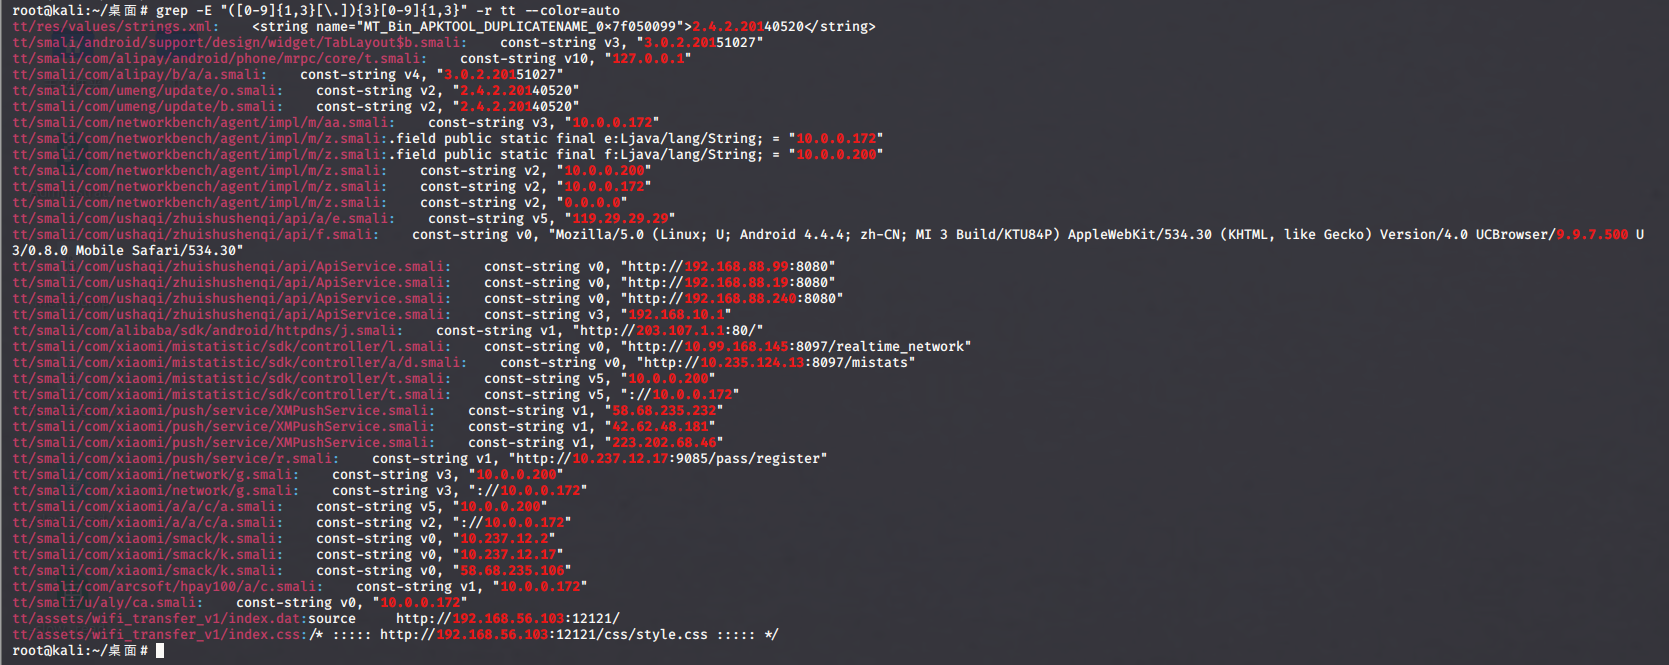 root@kali:~/桌面# grep -E "([0-9]{1,3}[\.]){3}[0-9]{1,3}" -r tt --color=auto
tt/res/values/strings.xml:    <string name="MT_Bin_APKTOOL_DUPLICATENAME_0×7f050099">2.4.2.20140520</string>
tt/smali/android/support/design/widget/TabLayout$b.smali:    const-string v3, "3.0.2.20151027"
tt/smali/com/alipay/android/phone/mrpc/core/t.smali:    const-string v10, "127.0.0.1"
tt/smali/com/alipay/b/a/a.smali:    const-string v4, "3.0.2.20151027"
tt/smali/com/umeng/update/o.smali:    const-string v2, "2.4.2.20140520"
tt/smali/com/umeng/update/b.smali:    const-string v2, "2.4.2.20140520"
tt/smali/com/networkbench/agent/impl/m/aa.smali:    const-string v3, "10.0.0.172"
tt/smali/com/networkbench/agent/impl/m/z.smali:.field public static final e:Ljava/lang/String; = "10.0.0.172"
tt/smali/com/networkbench/agent/impl/m/z.smali:.field public static final f:Ljava/lang/String; = "10.0.0.200"
tt/smali/com/networkbench/agent/impl/m/z.smali:    const-string v2, "10.0.0.200"
tt/smali/com/networkbench/agent/impl/m/z.smali:    const-string v2, "10.0.0.172"
tt/smali/com/networkbench/agent/impl/m/z.smali:    const-string v2, "0.0.0.0"
tt/smali/com/ushaqi/zhuishushenqi/api/a/e.smali:    const-string v5, "119.29.29.29"
tt/smali/com/ushaqi/zhuishushenqi/api/f.smali:    const-string v0, "Mozilla/5.0 (Linux; U; Android 4.4.4; zh-CN; MI 3 Build/KTU84P) AppleWebKit/534.30 (KHTML, like Gecko) Version/4.0 UCBrowser/9.9.7.500 U
3/0.8.0 Mobile Safari/534.30"
tt/smali/com/ushaqi/zhuishushenqi/api/ApiService.smali:    const-string v0, "http://192.168.88.99:8080"
tt/smali/com/ushaqi/zhuishushenqi/api/ApiService.smali:    const-string v0, "http://192.168.88.19:8080"
tt/smali/com/ushaqi/zhuishushenqi/api/ApiService.smali:    const-string v0, "http://192.168.88.240:8080"
tt/smali/com/ushaqi/zhuishushenqi/api/ApiService.smali:    const-string v3, "192.168.10.1"
tt/smali/com/alibaba/sdk/android/httpdns/j.smali:    const-string v1, "http://203.107.1.1:80/"
tt/smali/com/xiaomi/mistatistic/sdk/controller/l.smali:    const-string v0, "http://10.99.168.145:8097/realtime_network"
tt/smali/com/xiaomi/mistatistic/sdk/controller/a/d.smali:    const-string v0, "http://10.235.124.13:8097/mistats"
tt/smali/com/xiaomi/mistatistic/sdk/controller/t.smali:    const-string v5, "10.0.0.200"
tt/smali/com/xiaomi/mistatistic/sdk/controller/t.smali:    const-string v5, "://10.0.0.172"
tt/smali/com/xiaomi/push/service/XMPushService.smali:    const-string v1, "58.68.235.232"
tt/smali/com/xiaomi/push/service/XMPushService.smali:    const-string v1, "42.62.48.181"
tt/smali/com/xiaomi/push/service/XMPushService.smali:    const-string v1, "223.202.68.46"
tt/smali/com/xiaomi/push/service/r.smali:    const-string v1, "http://10.237.12.17:9085/pass/register"
tt/smali/com/xiaomi/network/g.smali:    const-string v3, "10.0.0.200"
tt/smali/com/xiaomi/network/g.smali:    const-string v3, "://10.0.0.172"
tt/smali/com/xiaomi/a/a/c/a.smali:    const-string v5, "10.0.0.200"
tt/smali/com/xiaomi/a/a/c/a.smali:    const-string v2, "://10.0.0.172"
tt/smali/com/xiaomi/smack/k.smali:    const-string v0, "10.237.12.2"
tt/smali/com/xiaomi/smack/k.smali:    const-string v0, "10.237.12.17"
tt/smali/com/xiaomi/smack/k.smali:    const-string v0, "58.68.235.106"
tt/smali/com/arcsoft/hpay100/a/c.smali:    const-string v1, "10.0.0.172"
tt/smali/u/aly/ca.smali:    const-string v0, "10.0.0.172"
tt/assets/wifi_transfer_v1/index.dat:source     http://192.168.56.103:12121/
tt/assets/wifi_transfer_v1/index.css:/* ::::: http://192.168.56.103:12121/css/style.css ::::: */
root@kali:~/桌面#